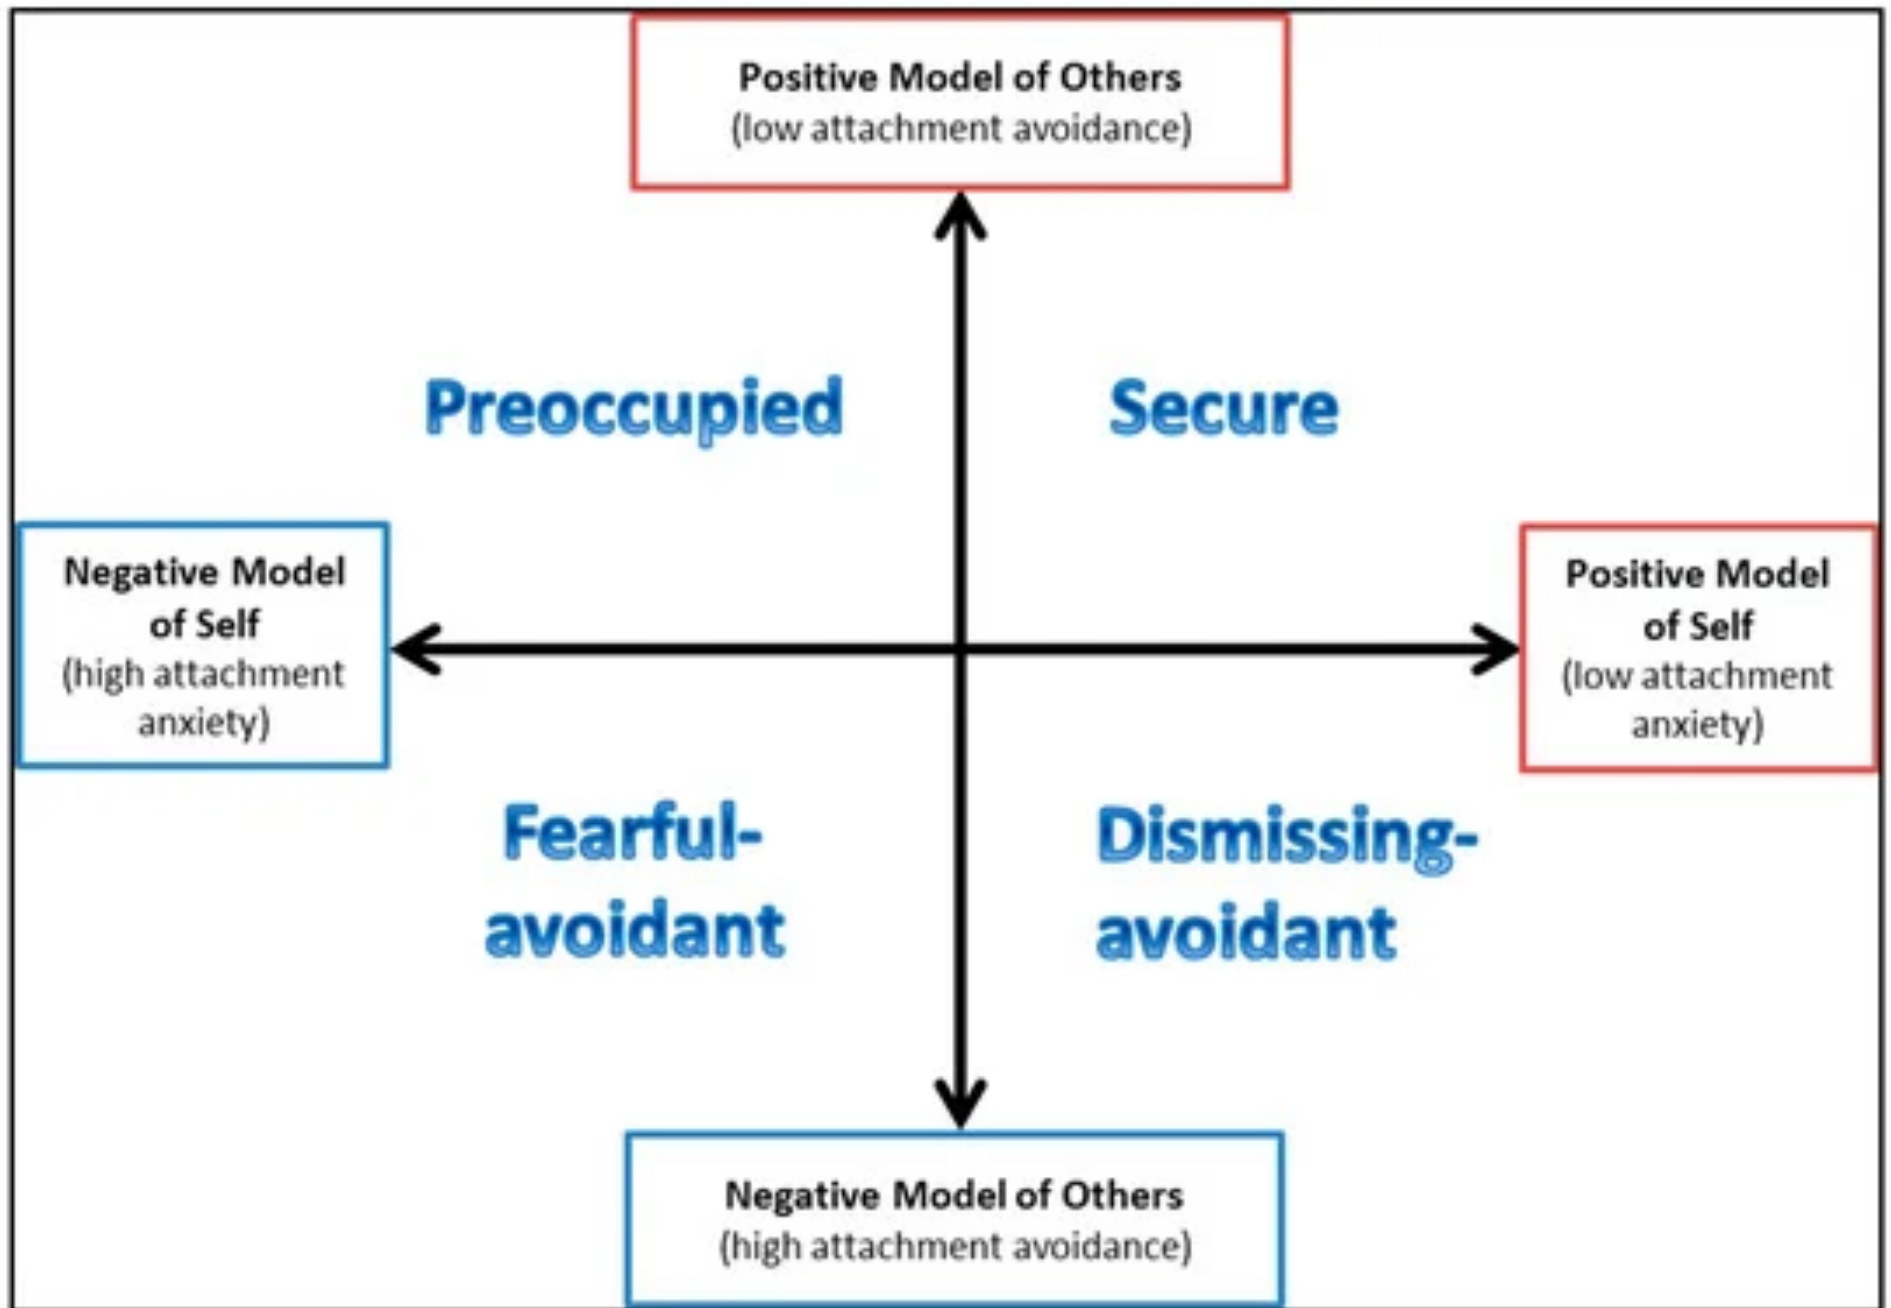 Positive Model of Others
(low attachment avoidance)
Preoccupied
Secure
Negative Model
of Self
(high attachment
anxiety)
Positive Model
of Self
(low attachment
anxiety)
Fearful-
avoidant
Dismissing-
avoidant
Negative Model of Others
(high attachment avoidance)